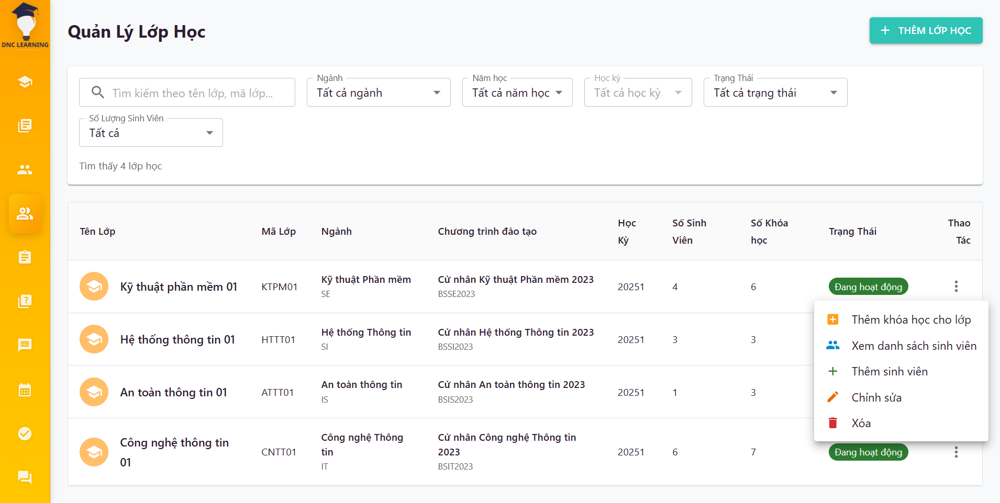 DNC LEARNING
Quản Lý Lớp Học
THÊM LỚP HỌC
Tìm kiếm theo tên lớp, mã lớp...
Ngành
Tất cả ngành
Năm học
Tất cả năm học
Học kỳ
Tất cả học kỳ
Trạng Thái
Tất cả trạng thái
Số Lượng Sinh Viên
Tất cả
Tìm thấy 4 lớp học
Tên Lớp
Mã Lớp
Ngành
Chương trình đào tạo
Học
Kỳ
Số Sinh
Viên
Số Khóa
học
Trạng Thái
Thao
Tác
Kỹ thuật phần mềm 01
KTPM01
Kỹ thuật Phần mềm
SE
Cử nhân Kỹ thuật Phần mềm 2023
BSSE2023
20251
4
6
Đang hoạt động
Hệ thống thông tin 01
HTTT01
Hệ thống Thông tin
SI
Cử nhân Hệ thống Thông tin 2023
BSSI2023
20251
3
3
An toàn thông tin 01
ATTT01
An toàn thông tin
IS
Cử nhân An toàn thông tin 2023
BSIS2023
20251
1
3
Công nghệ thông tin
01
CNTT01
Công nghệ Thông
tin
IT
Cử nhân Công nghệ Thông tin
2023
BSIT2023
20251
6
7
Đang hoạt động
Thêm khóa học cho lớp
Xem danh sách sinh viên
Thêm sinh viên
Chỉnh sửa
Xóa